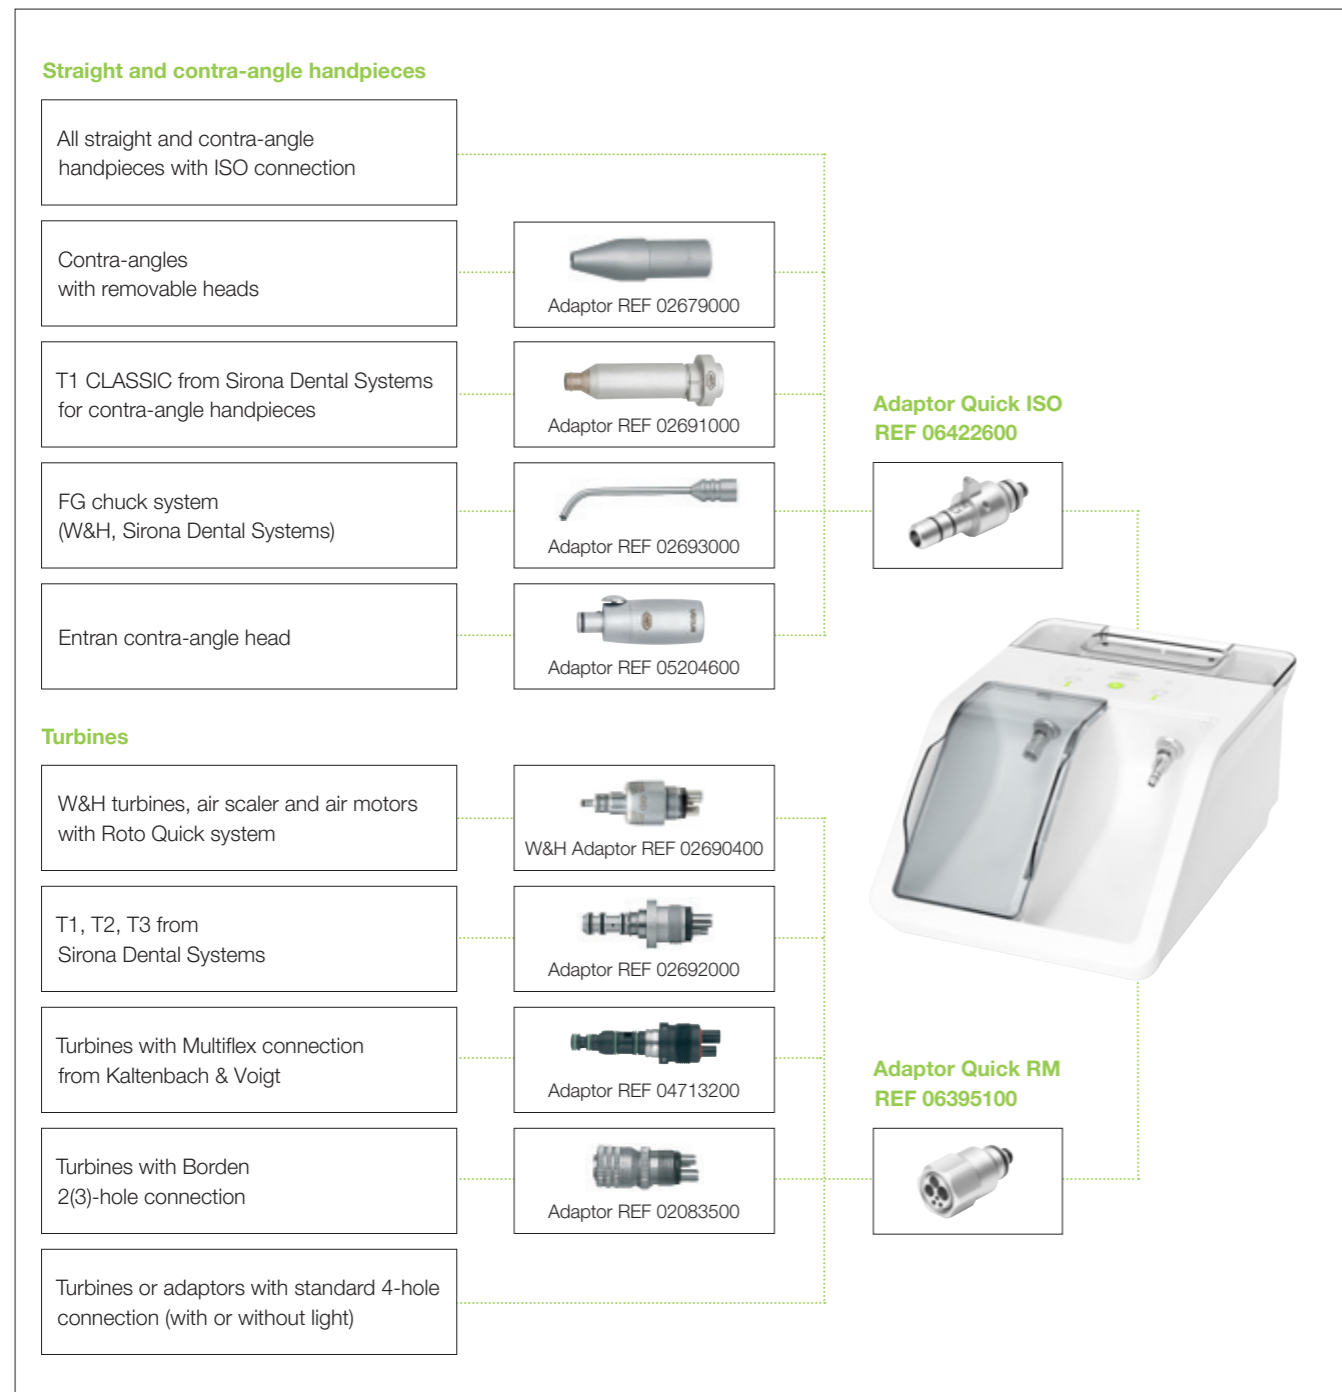 Straight and contra-angle handpieces
All straight and contra-angle
handpieces with ISO connection
Contra-angles
with removable heads
Adaptor REF 02679000
T1 CLASSIC from Sirona Dental Systems
for contra-angle handpieces
Adaptor REF 02691000
FG chuck system
(W&H, Sirona Dental Systems)
Adaptor REF 02693000
Entran contra-angle head
Adaptor REF 05204600
Adaptor Quick ISO
REF 06422600
Turbines
W&H turbines, air scaler and air motors
with Roto Quick system
W&H Adaptor REF 02690400
T1, T2, T3 from
Sirona Dental Systems
Adaptor REF 02692000
Turbines with Multiflex connection
from Kaltenbach & Voigt
Adaptor REF 04713200
Turbines with Borden
2(3)-hole connection
Adaptor REF 02083500
Turbines or adaptors with standard 4-hole
connection (with or without light)
Adaptor Quick RM
REF 06395100